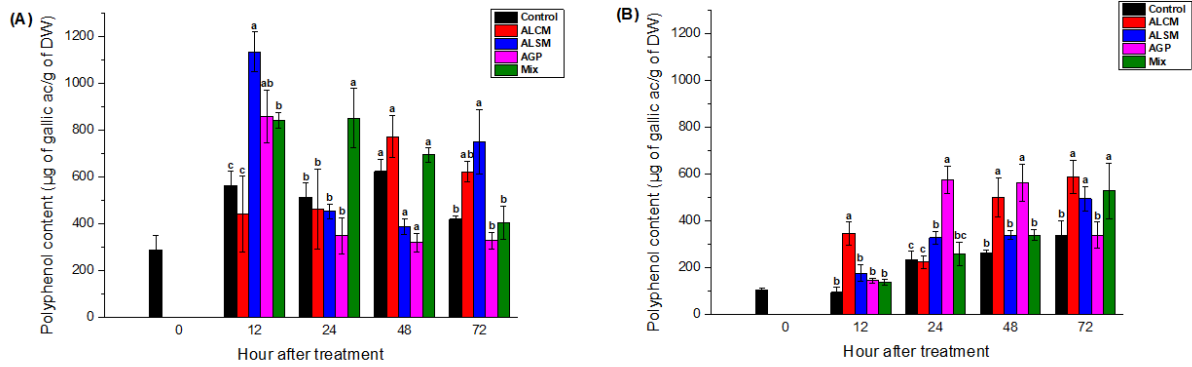 (A)
Control
ALCM
ALSM
AGP
Mix
Polyphenol content (µg of gallic ac/g of DW)
1200
1000
800
600
400
200
0
c c a ab b
b b b b a
a a a a a
b ab a b b
0 12 24 48 72
Hour after treatment
(B)
Control
ALCM
ALSM
AGP
Mix
Polyphenol content (µg of gallic ac/g of DW)
1200
1000
800
600
400
200
0
b a b b b
c c b a bc
b a b a b
b a a b a
0 12 24 48 72
Hour after treatment